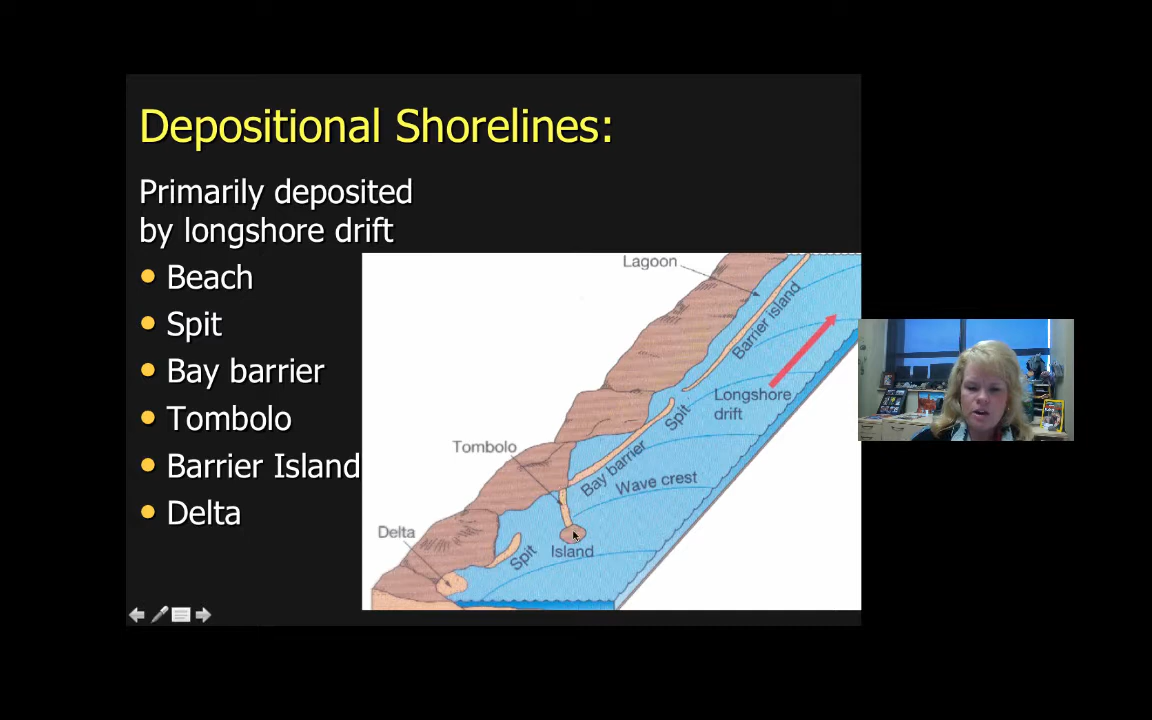 Depositional Shorelines:
Primarily deposited
by longshore drift
Beach
Spit
Bay barrier
Tombolo
Barrier Island
Delta
Lagoon
Barrier island
Longshore
drift
Spit
Bay barrier
Wave crest
Tombolo
Delta
Spit
Island